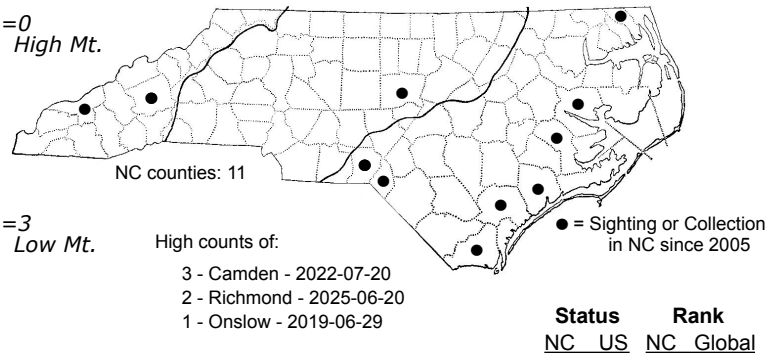 =0
High Mt.
NC counties: 11
=3
Low Mt.
High counts of:
3 - Camden - 2022-07-20
2 - Richmond - 2025-06-20
1 - Onslow - 2019-06-29
● = Sighting or Collection
in NC since 2005
Status Rank
NC US NC Global